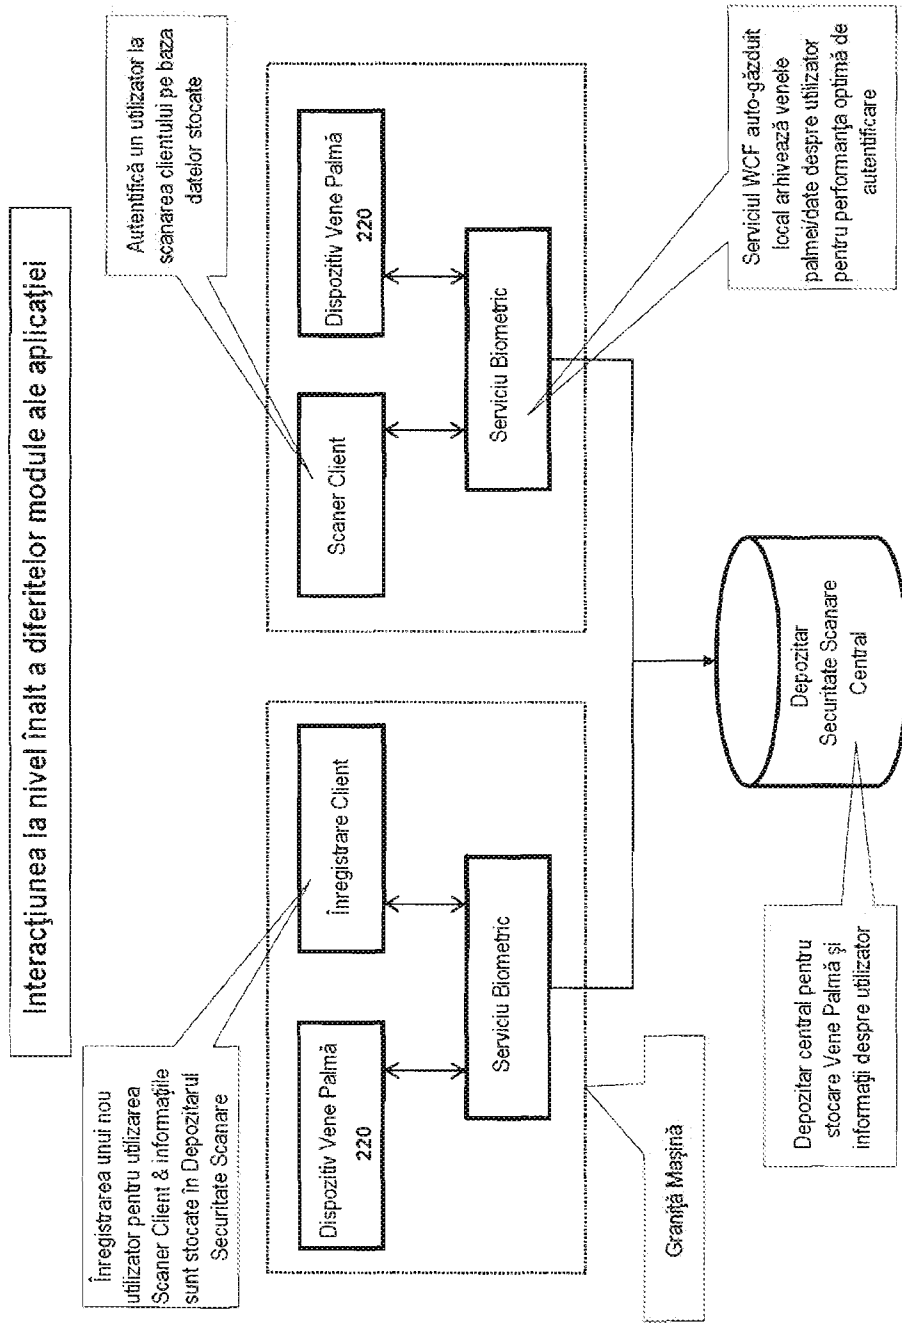 Interacţiunea la nivel înalt a diferitelor module ale aplicaţiei
Înregistrarea unui nou
utilizator pentru utilizarea
Scaner Client & informaţiile
sunt stocate în Depozitarul
Securitate Scanare
Autentifică un utilizator la
scanarea clientului pe baza
datelor stocate
Dispozitiv Vene Palmă
220
Înregistrare Client
Scaner Client
Dispozitiv Vene Palmă
220
Serviciu Biometric
Serviciu Biometric
Graniţă Maşină
Serviciul WCF auto-găzduit
local arhivează venele
palmei/date despre utilizator
pentru performanţa optimă de
autentificare
Depozitar
Securitate Scanare
Central
Depozitar central pentru
stocare Vene Palmă şi
informaţii despre utilizator